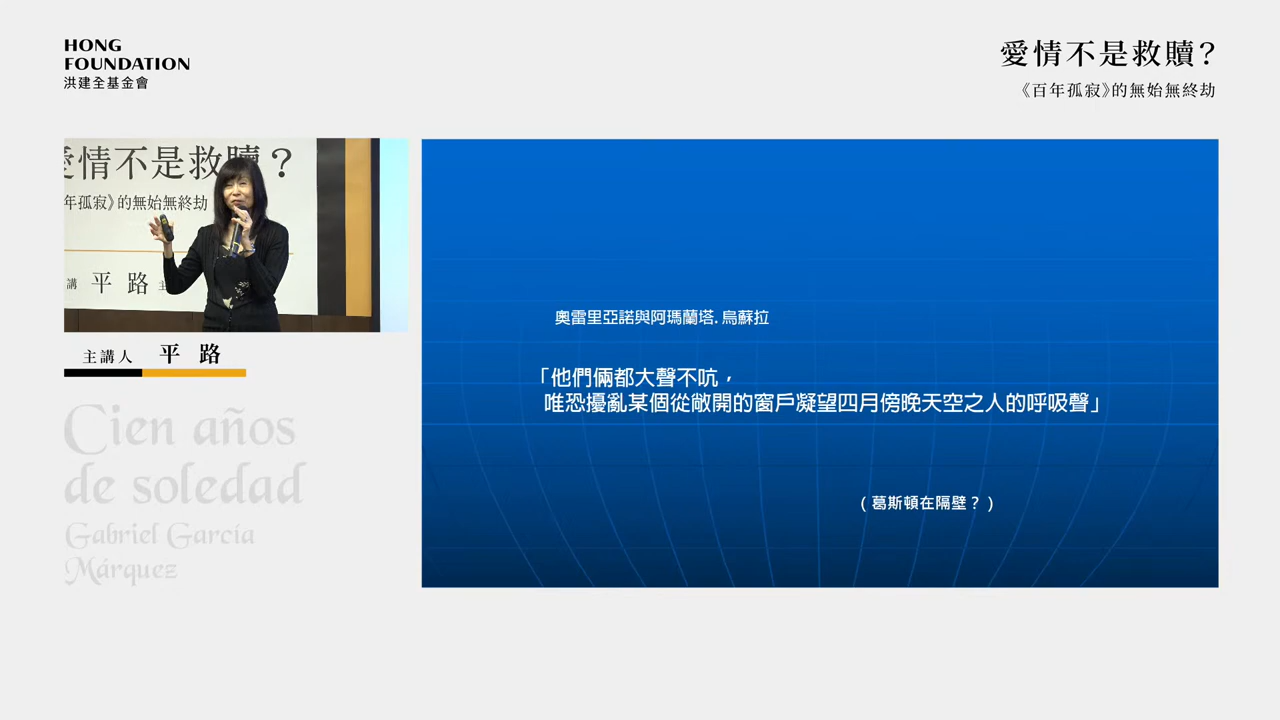 HONG
FOUNDATION
洪建全基金會
愛情不是救贖？
《百年孤寂》的無始無終劫
愛情不是救贖？
年孤寂》的無始無終劫
講 平 路 主
主講人 平 路
Cien años
de soledad
Gabriel García
Márquez
奧雷里亞諾與阿瑪蘭塔．烏蘇拉
「他們倆都大聲不吭，
唯恐擾亂某個從敞開的窗戶凝望四月傍晚天空之人的呼吸聲」
（葛斯頓在隔壁？）